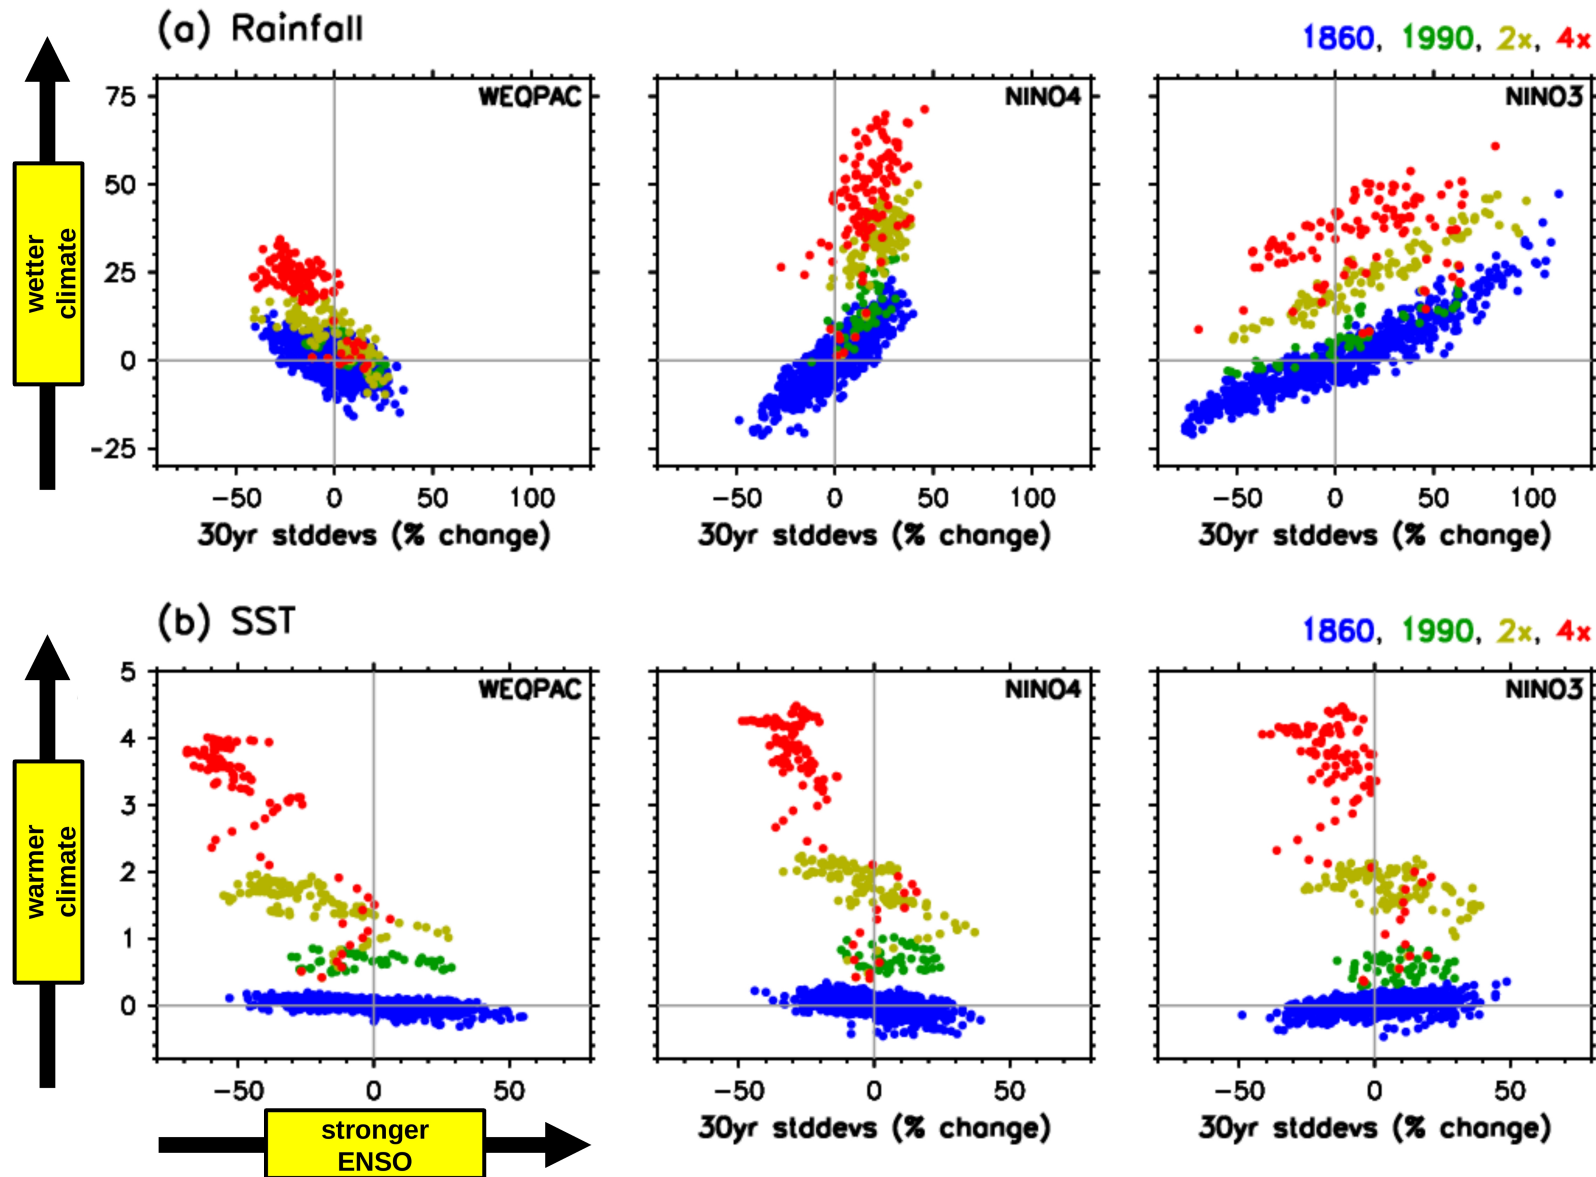 (a) Rainfall
1860, 1990, 2x, 4x
wetter
climate
75
50
25
0
-25
WEQPAC
NINO4
NINO3
-50 0 50 100
-50 0 50 100
-50 0 50 100
30yr stddevs (% change)
30yr stddevs (% change)
30yr stddevs (% change)
(b) SST
1860, 1990, 2x, 4x
warmer
climate
5
4
3
2
1
0
WEQPAC
NINO4
NINO3
-50 0 50
-50 0 50
-50 0 50
stronger
ENSO
30yr stddevs (% change)
30yr stddevs (% change)